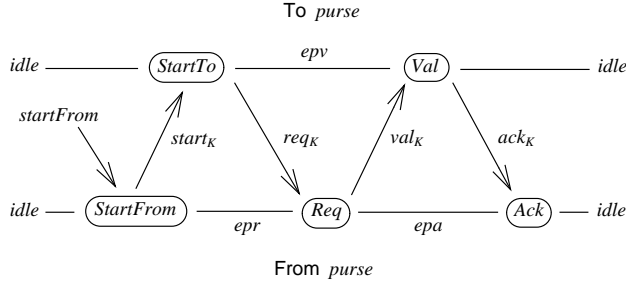 To purse
idle StartTo epv Val idle
startFrom
start_K req_K val_K ack_K
idle StartFrom epr Req epa Ack idle
From purse